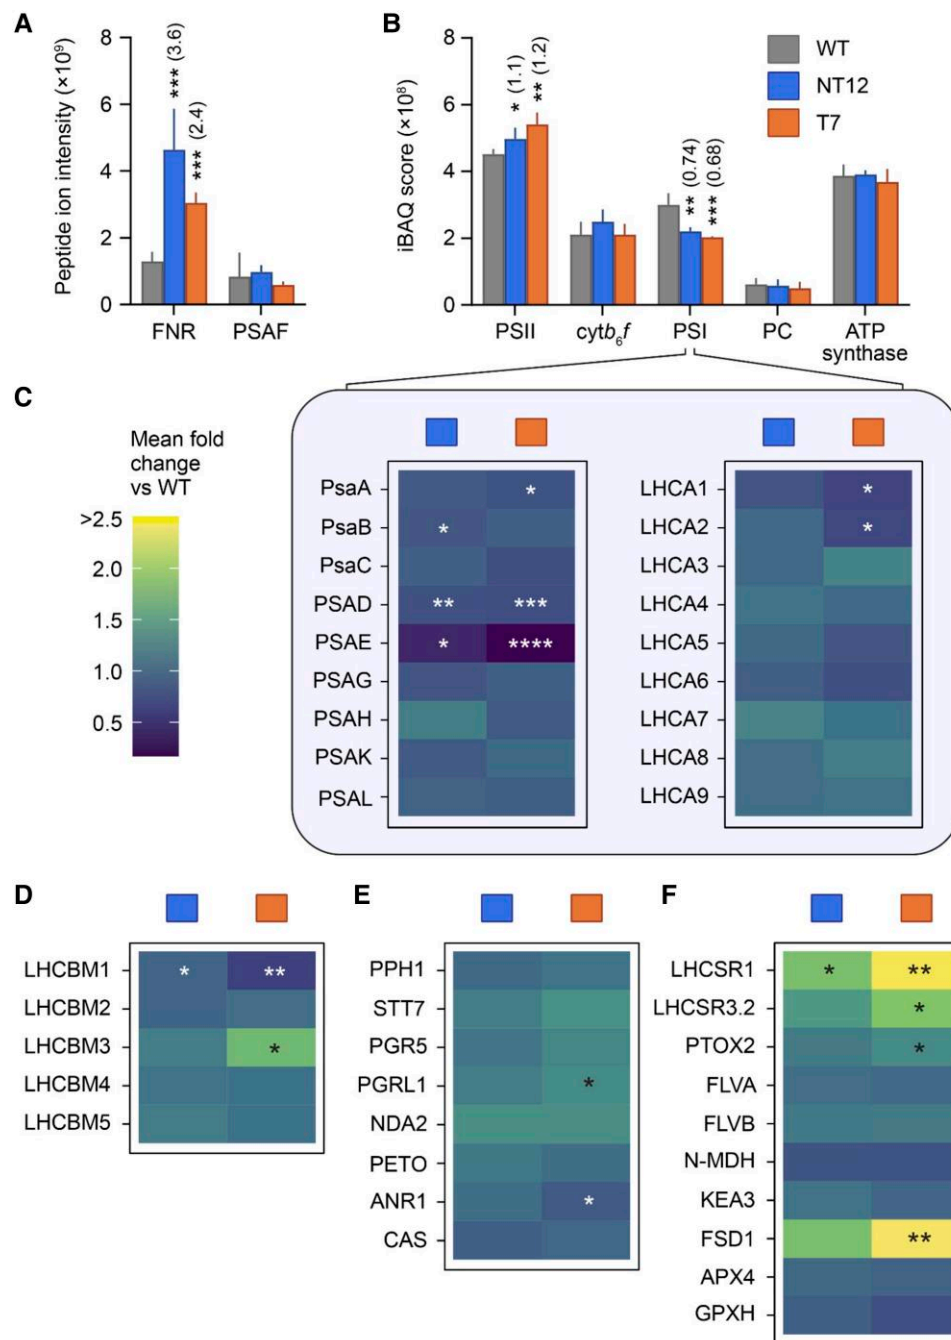 A
Peptide ion intensity (×10⁹)
8
6
4
2
0
*** (3.6)
*** (2.4)
FNR
PSAF
B
iBAQ score (×10⁸)
8
6
4
2
0
* (1.1)
** (1.2)
** (0.74)
*** (0.68)
WT
NT12
T7
PSII
cytb₆f
PSI
PC
ATP
synthase
C
Mean fold
change
vs WT
>2.5
2.0
1.5
1.0
0.5
PsaA *
PsaB *
PsaC
PSAD ** ***
PSAE * ****
PSAG
PSAH
PSAK
PSAL
LHCA1 *
LHCA2 *
LHCA3
LHCA4
LHCA5
LHCA6
LHCA7
LHCA8
LHCA9
D
LHCBM1 * **
LHCBM2
LHCBM3 *
LHCBM4
LHCBM5
E
PPH1
STT7
PGR5
PGRL1 *
NDA2
PETO
ANR1 *
CAS
F
LHCSR1 * **
LHCSR3.2 *
PTOX2 *
FLVA
FLVB
N-MDH
KEA3
FSD1 **
APX4
GPXH